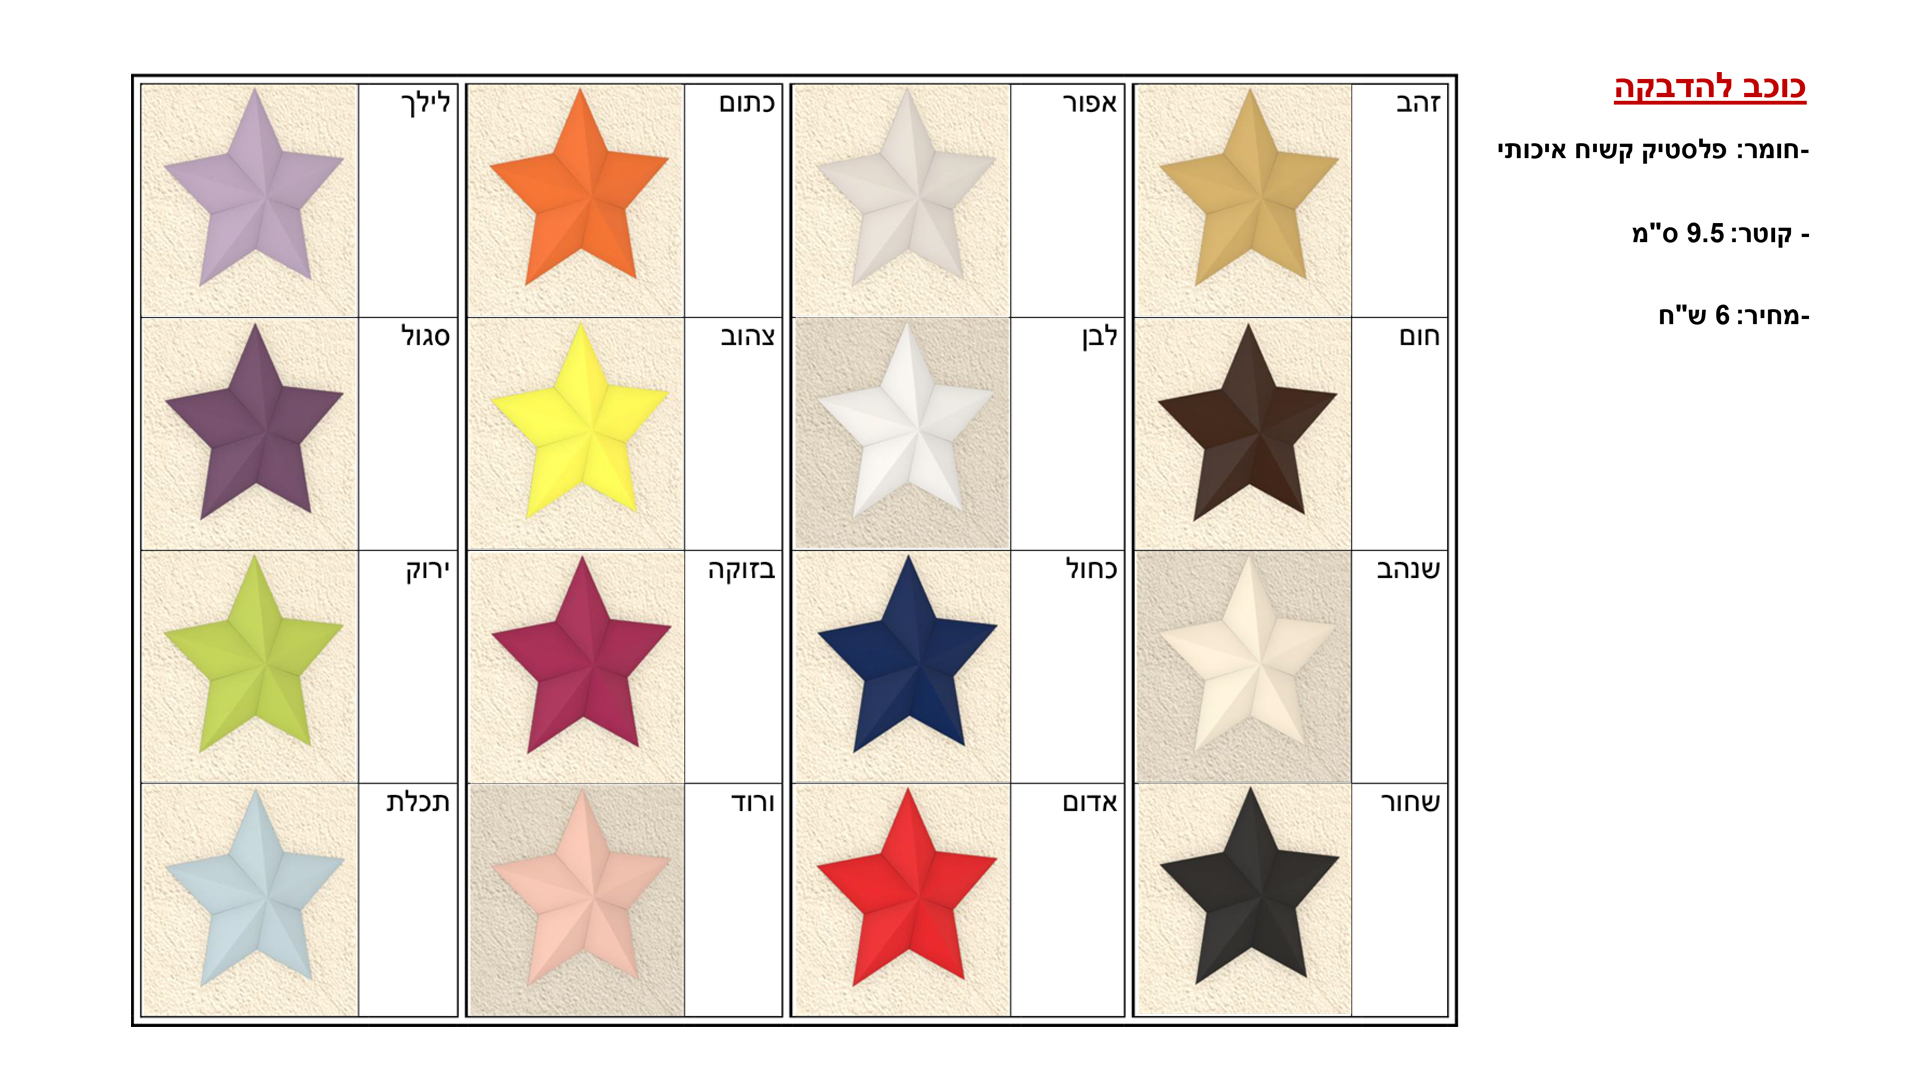 כוכב להדבקה
-חומר: פלסטיק קשיח איכותי
- קוטר: 9.5 ס"מ
-מחיר: 6 ש"ח
זהב
אפור
כתום
לילך
חום
לבן
צהוב
סגול
שנהב
כחול
בזוקה
ירוק
שחור
אדום
ורוד
תכלת